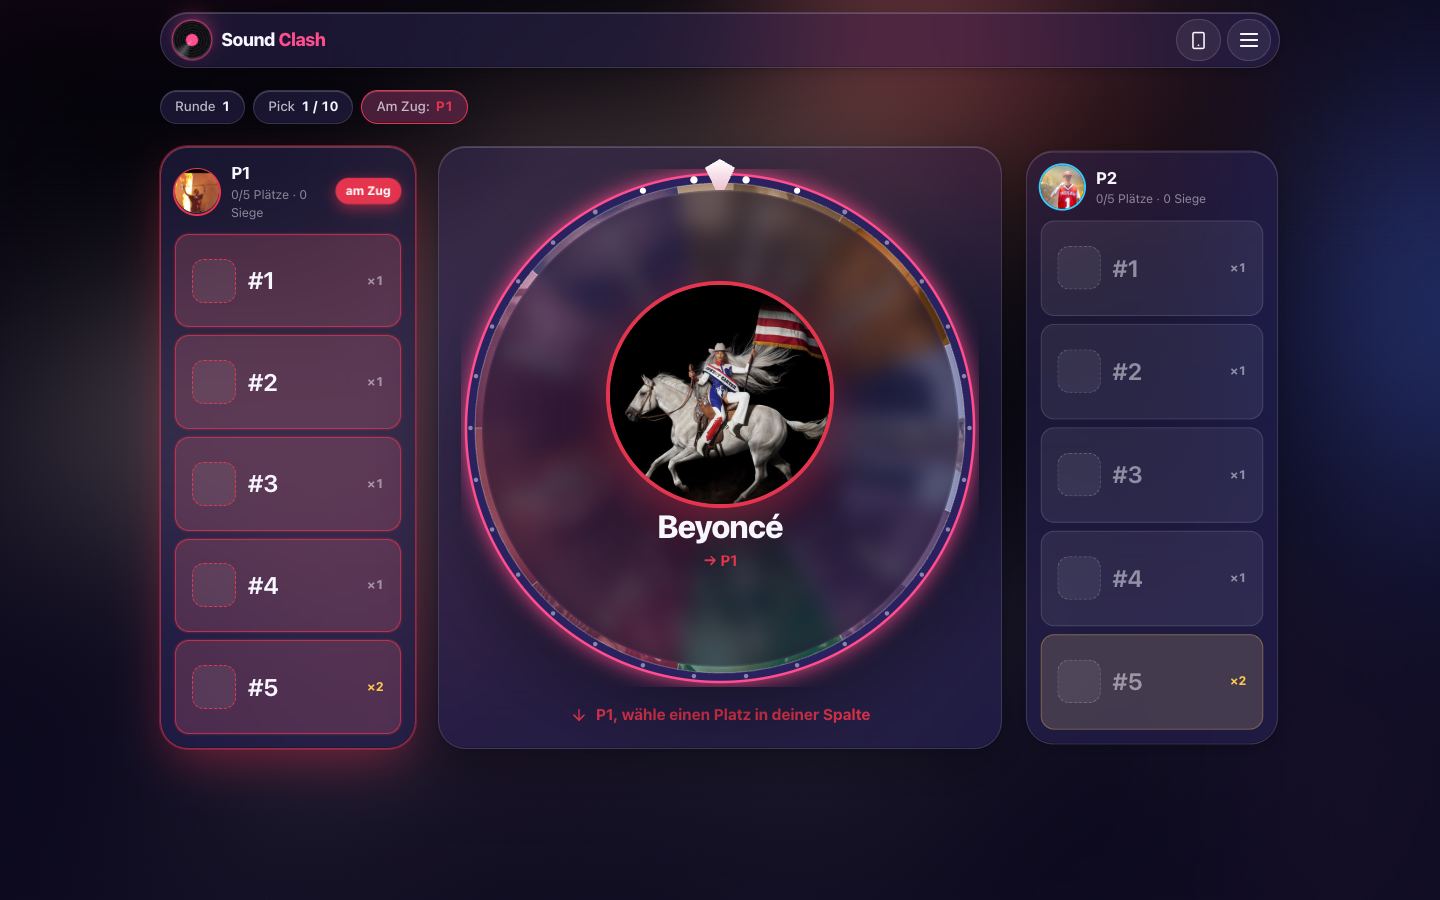 Sound Clash
Runde 1
Pick 1 / 10
Am Zug: P1
P1
0/5 Plätze · 0
Siege
am Zug
#1 ×1
#2 ×1
#3 ×1
#4 ×1
#5 ×2
Beyoncé
→ P1
↓ P1, wähle einen Platz in deiner Spalte
P2
0/5 Plätze · 0 Siege
#1 ×1
#2 ×1
#3 ×1
#4 ×1
#5 ×2